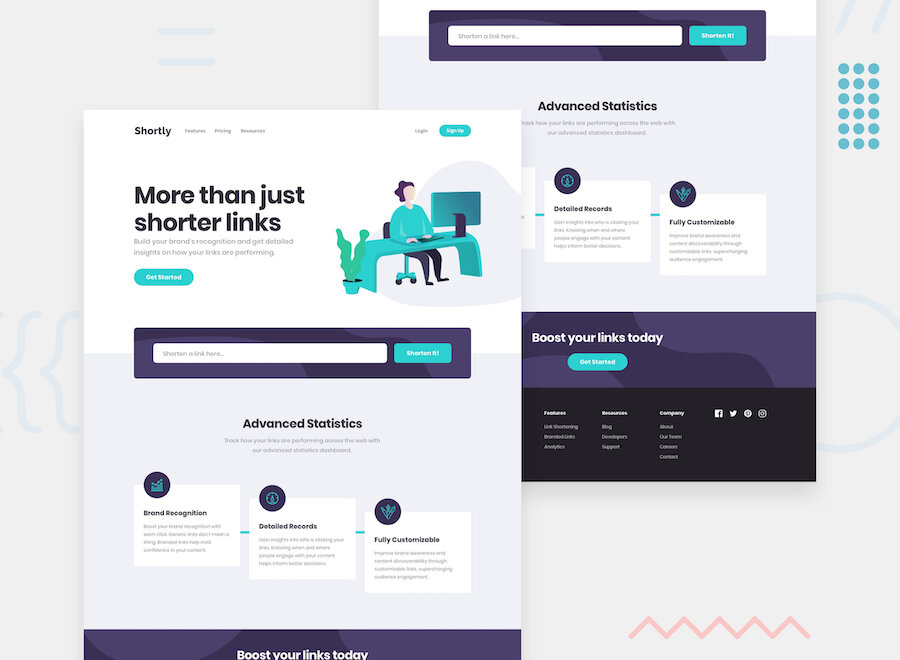 Shortly
Features
Pricing
Resources
Login
Sign Up
More than just
shorter links
Build your brand's recognition and get detailed
insights on how your links are performing.
Get Started
Shorten a link here...
Shorten It!
Advanced Statistics
Track how your links are performing across the web with
our advanced statistics dashboard.
Brand Recognition
Boost your brand recognition with
each click. Generic links don't mean a
thing. Branded links help instil
confidence in your content.
Detailed Records
Gain insights into who is clicking your
links. Knowing when and where
people engage with your content
helps inform better decisions.
Fully Customizable
Improve brand awareness and
content discoverability through
customizable links, supercharging
audience engagement.
Boost your links today
Shorten a link here...
Shorten It!
Advanced Statistics
Track how your links are performing across the web with
our advanced statistics dashboard.
Detailed Records
Gain insights into who is clicking your
links. Knowing when and where
people engage with your content
helps inform better decisions.
Fully Customizable
Improve brand awareness and
content discoverability through
customizable links, supercharging
audience engagement.
Boost your links today
Get Started
Features
Link Shortening
Branded Links
Analytics
Resources
Blog
Developers
Support
Company
About
Our Team
Careers
Contact